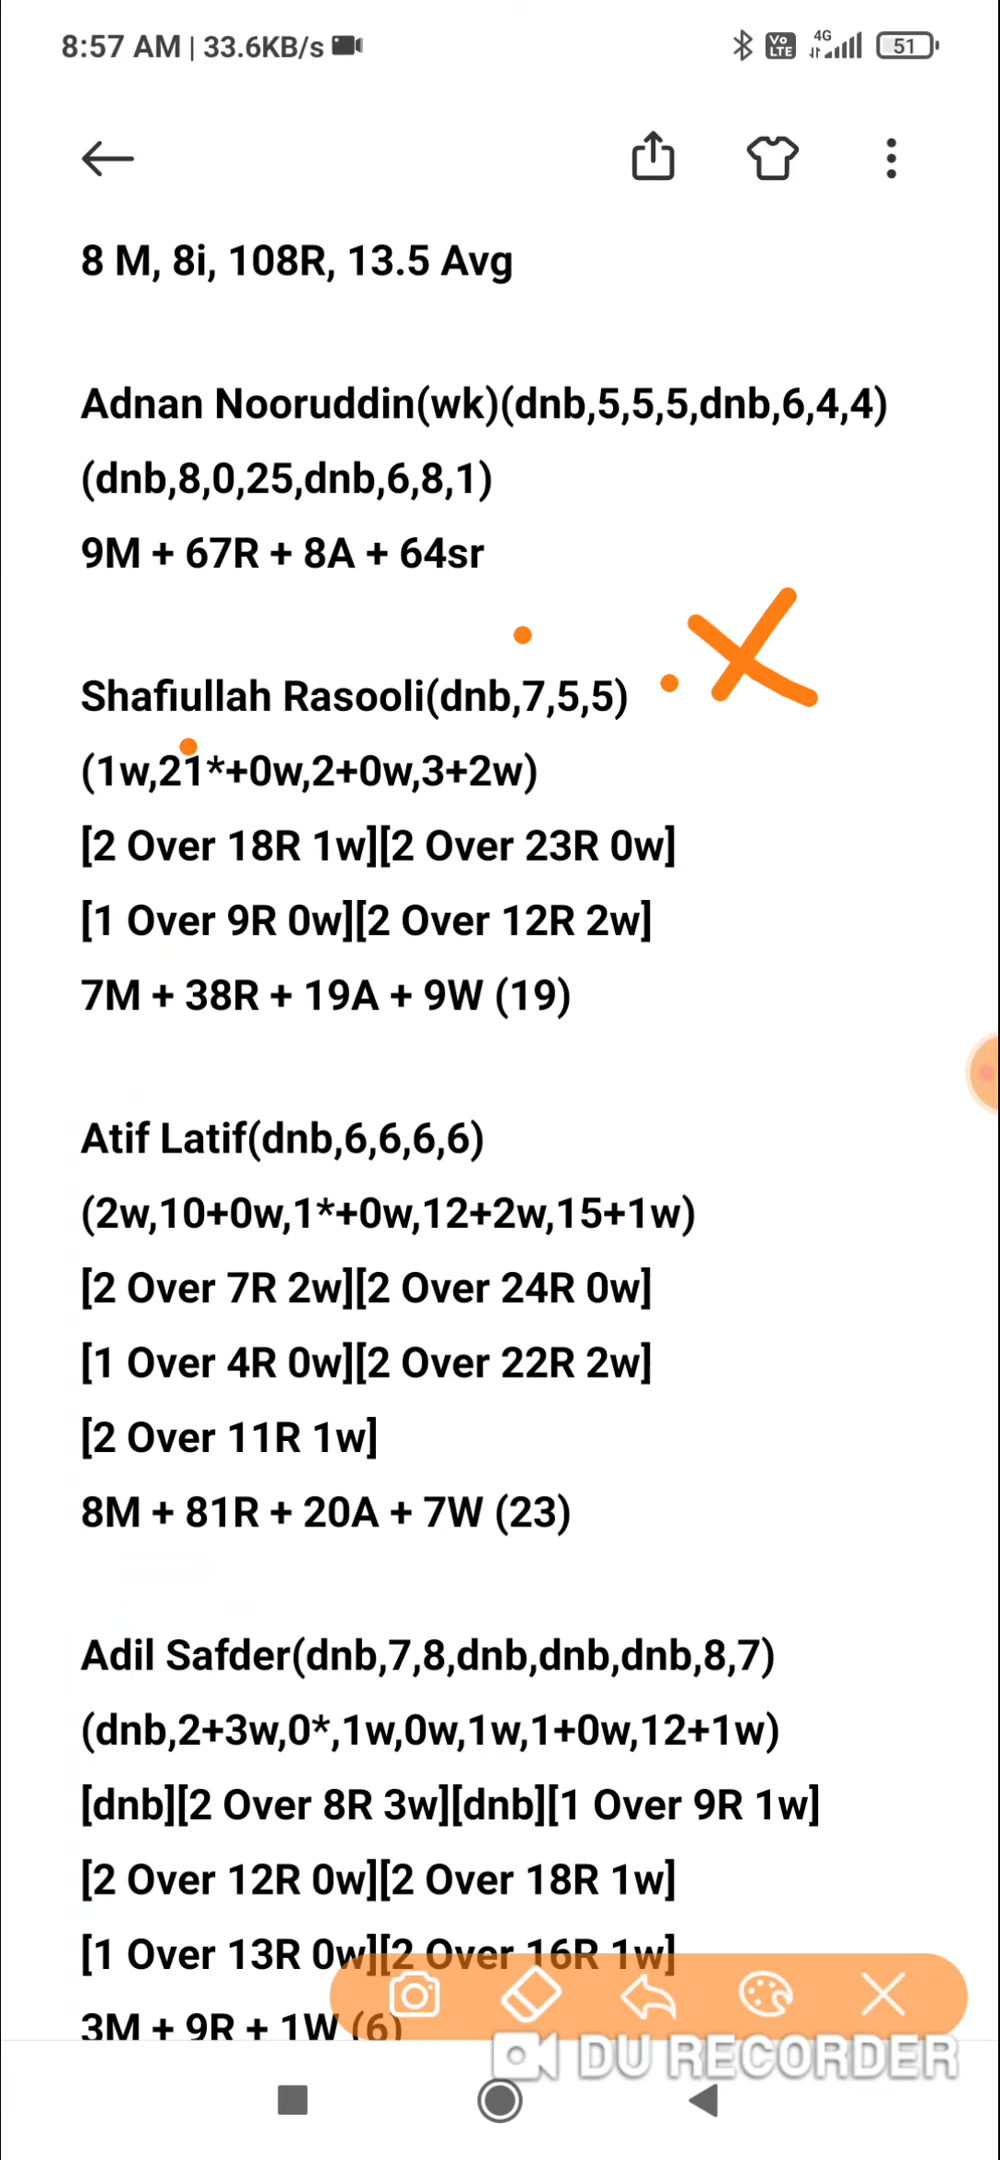 8:57 AM | 33.6KB/s
Vo LTE 4G 51
8 M, 8i, 108R, 13.5 Avg
Adnan Nooruddin(wk)(dnb,5,5,5,dnb,6,4,4)
(dnb,8,0,25,dnb,6,8,1)
9M + 67R + 8A + 64sr
Shafiullah Rasooli(dnb,7,5,5)
(1w,21*+0w,2+0w,3+2w)
[2 Over 18R 1w][2 Over 23R 0w]
[1 Over 9R 0w][2 Over 12R 2w]
7M + 38R + 19A + 9W (19)
Atif Latif(dnb,6,6,6,6)
(2w,10+0w,1*+0w,12+2w,15+1w)
[2 Over 7R 2w][2 Over 24R 0w]
[1 Over 4R 0w][2 Over 22R 2w]
[2 Over 11R 1w]
8M + 81R + 20A + 7W (23)
Adil Safder(dnb,7,8,dnb,dnb,dnb,8,7)
(dnb,2+3w,0*,1w,0w,1w,1+0w,12+1w)
[dnb][2 Over 8R 3w][dnb][1 Over 9R 1w]
[2 Over 12R 0w][2 Over 18R 1w]
[1 Over 13R 0w][2 Over 16R 1w]
3M + 9R + 1W (6)
DU RECORDER